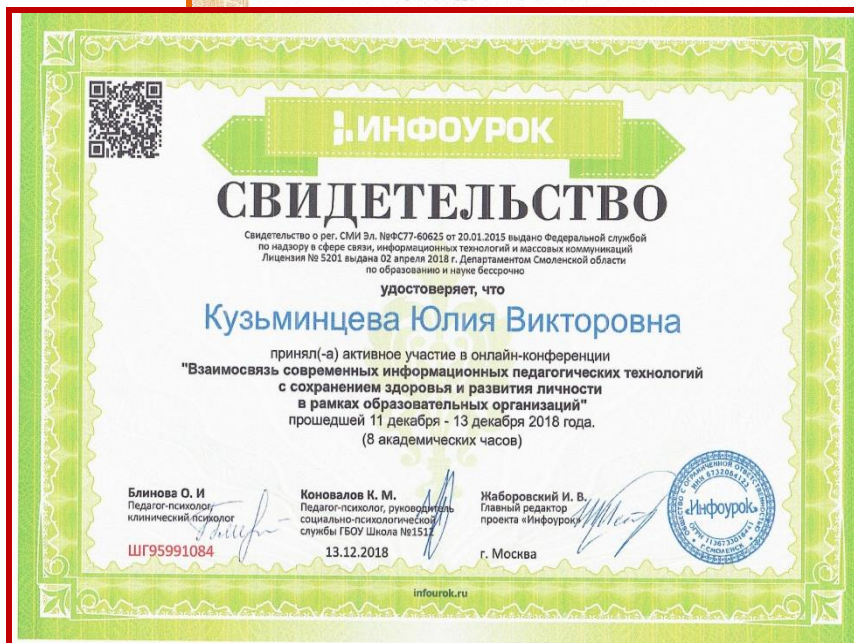 ИНФОУРОК
СВИДЕТЕЛЬСТВО
Свидетельство о рег. СМИ Эл. №ФС77-60625 от 20.01.2015 выдано Федеральной службой
по надзору в сфере связи, информационных технологий и массовых коммуникаций
Лицензия № 5201 выдана 02 апреля 2018 г. Департаментом Смоленской области
по образованию и науке бессрочно
удостоверяет, что
Кузьминцева Юлия Викторовна
принял(-а) активное участие в онлайн-конференции
"Взаимосвязь современных информационных педагогических технологий
с сохранением здоровья и развития личности
в рамках образовательных организаций"
прошедшей 11 декабря - 13 декабря 2018 года.
(8 академических часов)
Блинова О. И
Педагог-психолог,
клинический психолог
ШГ95991084
Коновалов К. М.
Педагог-психолог, руководитель
социально-психологической
службы ГБОУ Школа №1512
13.12.2018
Жаборовский И. В.
Главный редактор
проекта «Инфоурок»
г. Москва
ОБЩЕСТВО С ОГРАНИЧЕННОЙ ОТВЕТСТВЕННОСТЬЮ
«Инфоурок»
Г.СМОЛЕНСК
infourok.ru